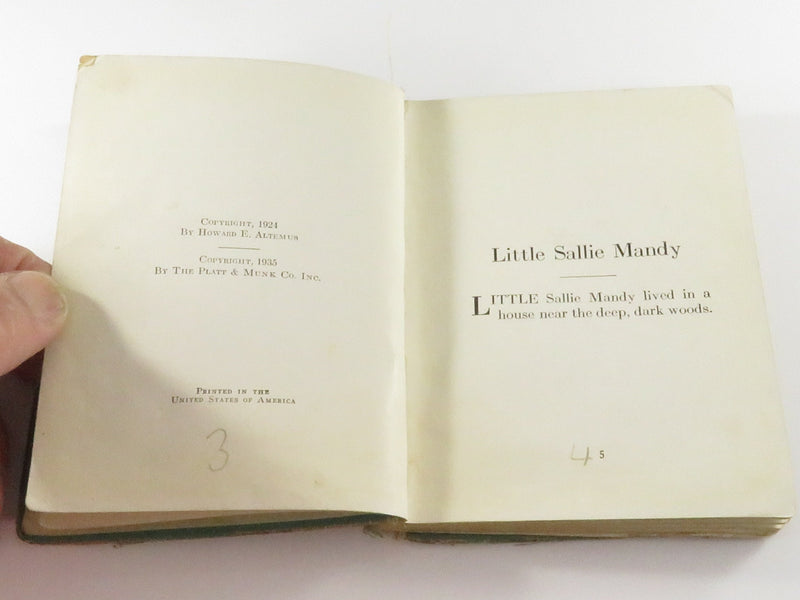 Copyright, 1924
By Howard E. Altemus
Copyright, 1935
By The Platt & Munk Co. Inc.
Printed in the
United States of America
3
Little Sallie Mandy
LITTLE Sallie Mandy lived in a
house near the deep, dark woods.
4 5